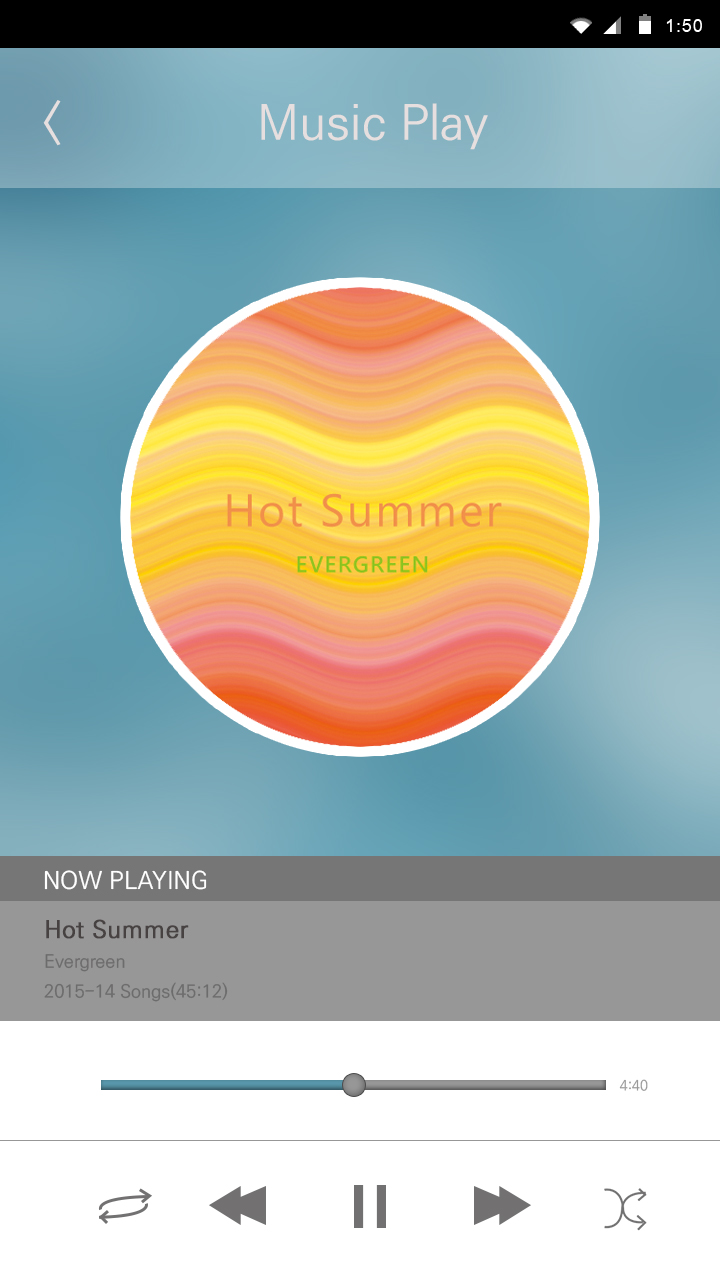 1:50
Music Play
Hot Summer
EVERGREEN
NOW PLAYING
Hot Summer
Evergreen
2015-14 Songs(45:12)
4:40